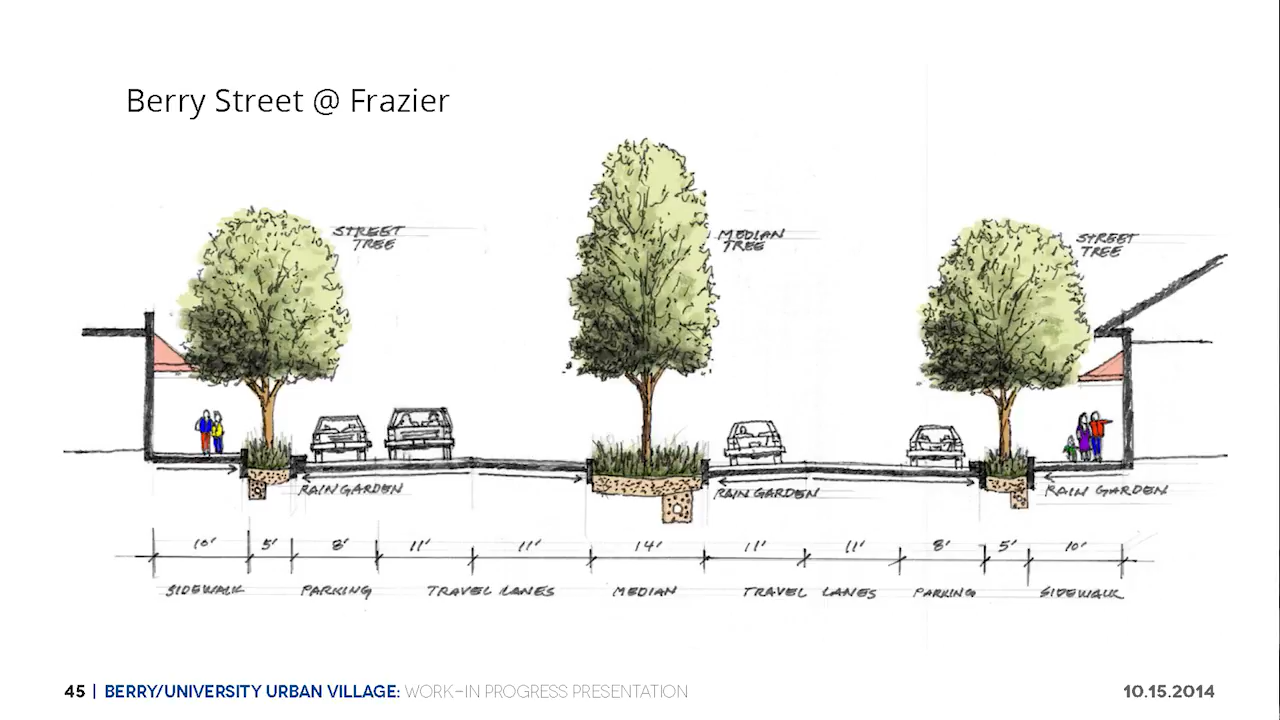 Berry Street @ Frazier
STREET
TREE
MEDIAN
TREE
STREET
TREE
RAIN GARDEN
RAIN GARDEN
RAIN GARDEN
10' 5' 8' 11' 11' 14' 11' 11' 8' 5' 10'
SIDEWALK PARKING TRAVEL LANES MEDIAN TRAVEL LANES PARKING SIDEWALK
45 | BERRY/UNIVERSITY URBAN VILLAGE: WORK-IN PROGRESS PRESENTATION
10.15.2014